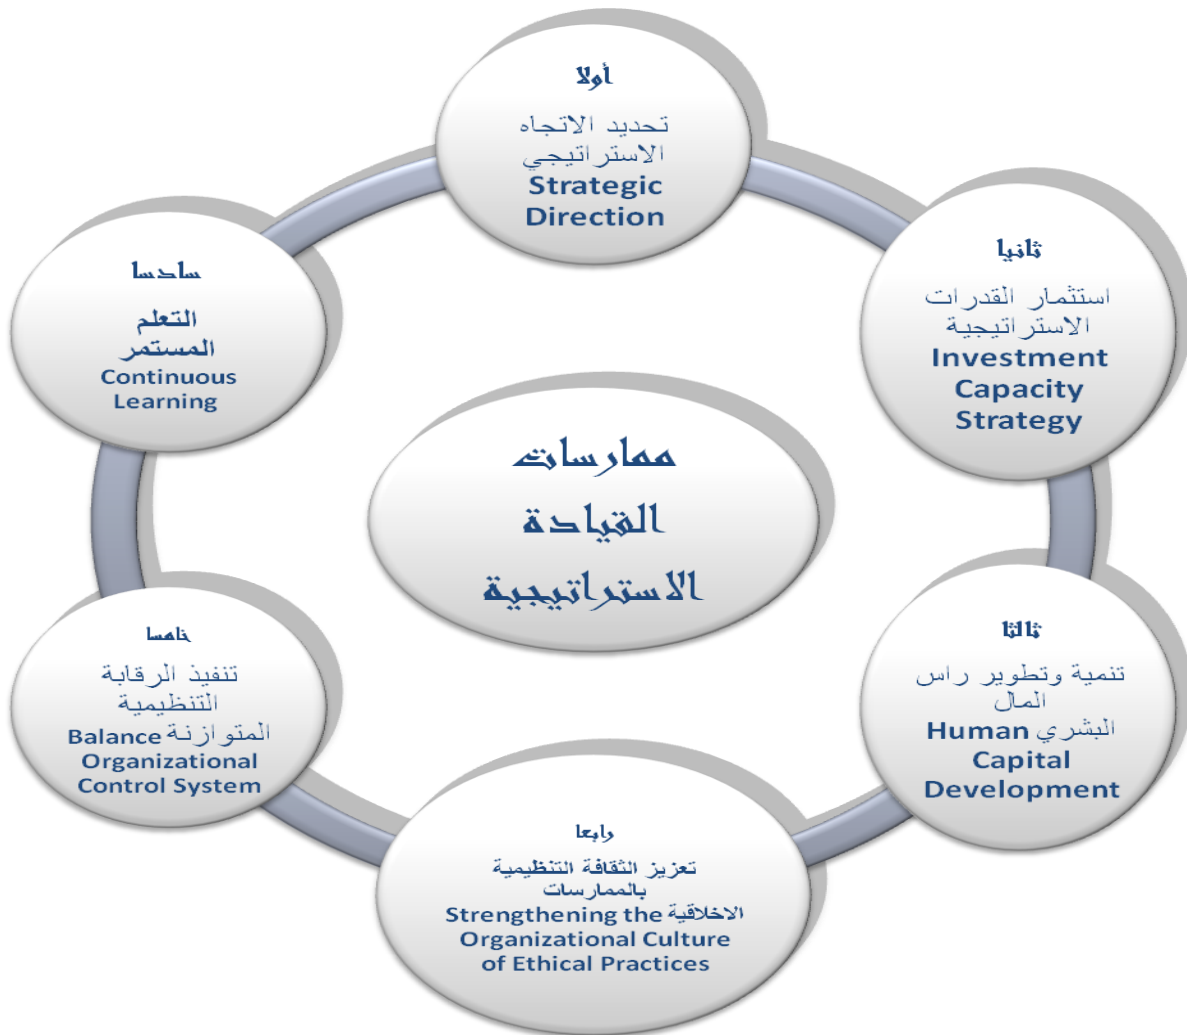 أولا
تحديد الاتجاه
الاستراتيجي
Strategic
Direction
ثانيا
استثمار القدرات
الاستراتيجية
Investment
Capacity
Strategy
ثالثا
تنمية وتطوير راس
المال
البشري Human
Capital
Development
رابعا
تعزيز الثقافة التنظيمية
بالممارسات
الاخلاقية Strengthening the
Organizational Culture
of Ethical Practices
خامسا
تنفيذ الرقابة
التنظيمية
المتوازنة Balance
Organizational
Control System
سادسا
التعلم
المستمر
Continuous
Learning
ممارسات
القيادة
الاستراتيجية